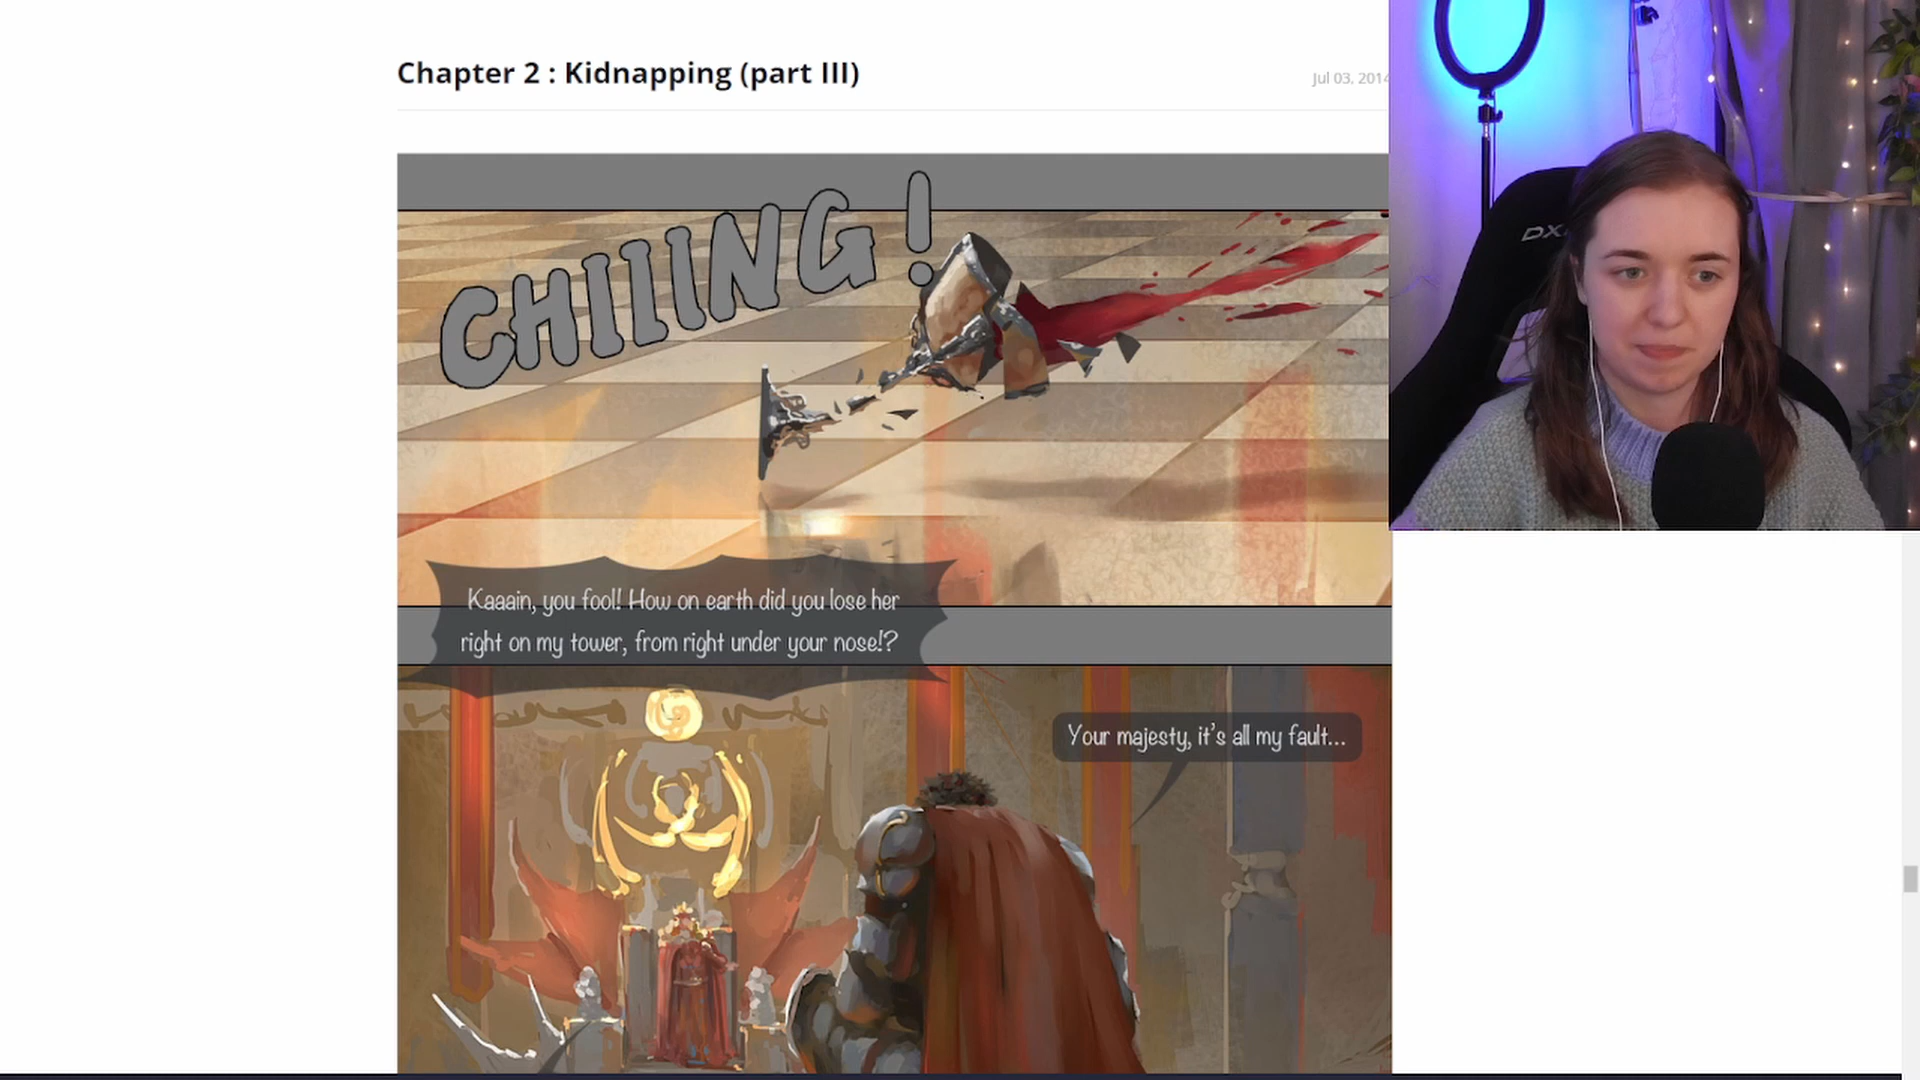 Chapter 2 : Kidnapping (part III)
Jul 03. 2014
CHIIING!
DX
Kaaain, you fool! How on earth did you lose her
right on my tower, from right under your nose!?
Your majesty, it's all my fault...